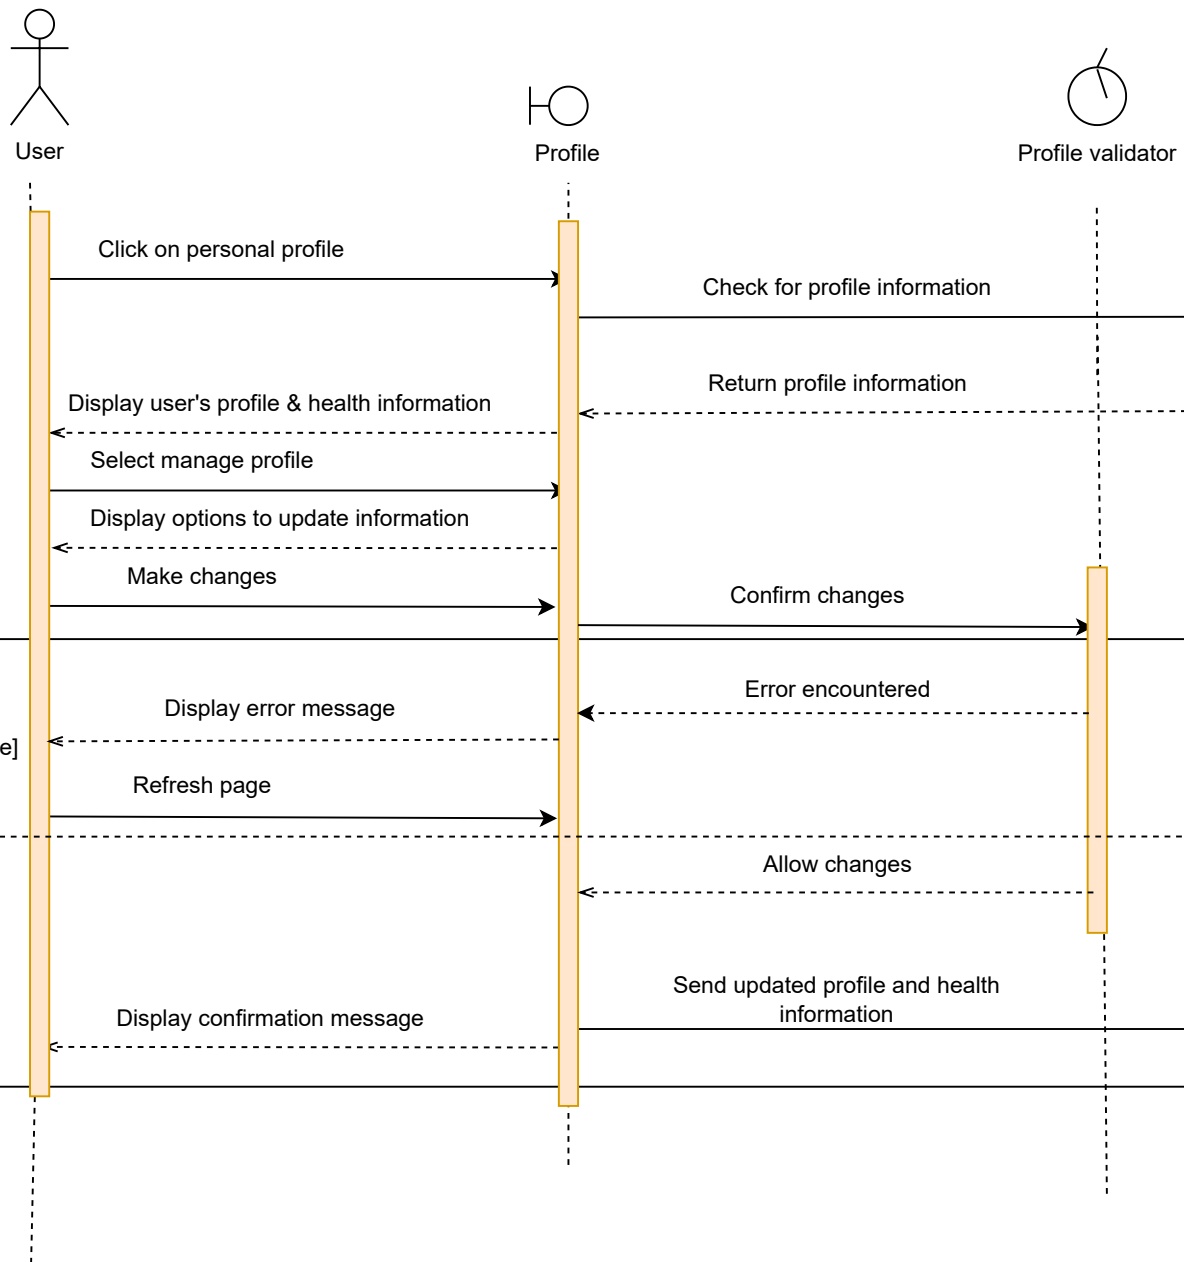 User
Profile
Profile validator
Click on personal profile
Check for profile information
Return profile information
Display user's profile & health information
Select manage profile
Display options to update information
Make changes
Confirm changes
Error encountered
Display error message
e]
Refresh page
Allow changes
Send updated profile and health
information
Display confirmation message